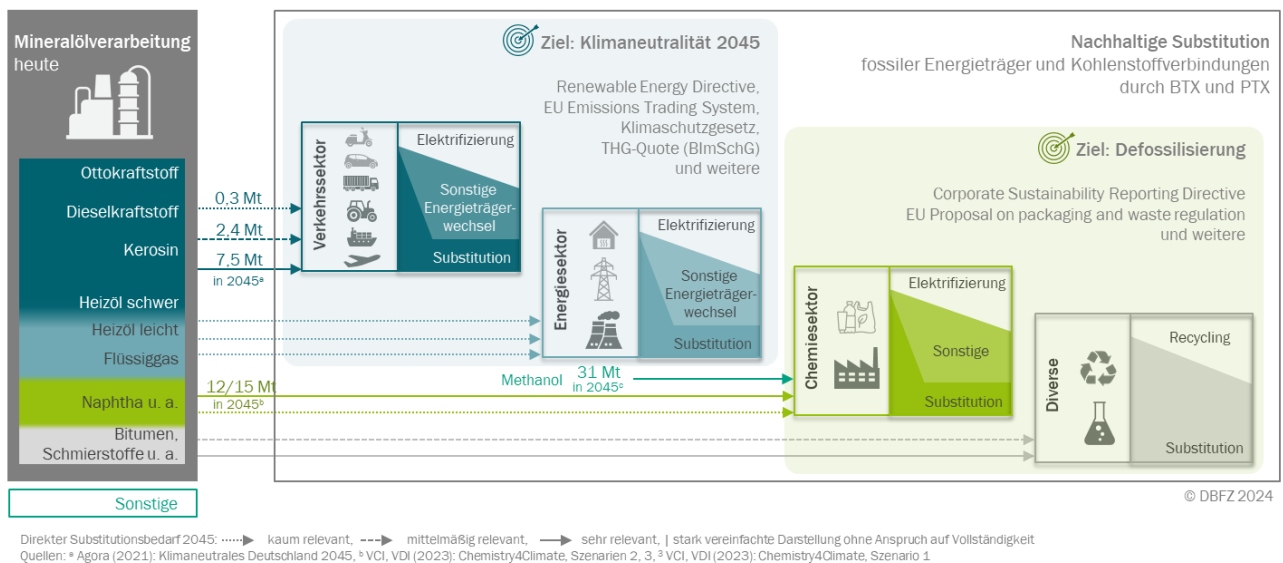 Mineralölverarbeitung
heute
Ottokraftstoff
Dieselkraftstoff
Kerosin
Heizöl schwer
Heizöl leicht
Flüssiggas
Naphtha u. a.
Bitumen,
Schmierstoffe u. a.
Sonstige
0,3 Mt
2,4 Mt
7,5 Mt
in 2045ᵃ
12/15 Mt
in 2045ᵇ
Ziel: Klimaneutralität 2045
Renewable Energy Directive,
EU Emissions Trading System,
Klimaschutzgesetz,
THG-Quote (BImSchG)
und weitere
Verkehrssektor
Elektrifizierung
Sonstige
Energieträger-
wechsel
Substitution
Energiesektor
Elektrifizierung
Sonstige
Energieträger-
wechsel
Substitution
Methanol
31 Mt
in 2045ᶜ
Nachhaltige Substitution
fossiler Energieträger und Kohlenstoffverbindungen
durch BTX und PTX
Ziel: Defossilisierung
Corporate Sustainability Reporting Directive
EU Proposal on packaging and waste regulation
und weitere
Chemiesektor
Elektrifizierung
Sonstige
Substitution
Diverse
Recycling
Substitution
© DBFZ 2024
Direkter Substitutionsbedarf 2045: kaum relevant, mittelmäßig relevant, sehr relevant, | stark vereinfachte Darstellung ohne Anspruch auf Vollständigkeit
Quellen: ᵃ Agora (2021): Klimaneutrales Deutschland 2045, ᵇ VCI, VDI (2023): Chemistry4Climate, Szenarien 2, 3, ³ VCI, VDI (2023): Chemistry4Climate, Szenario 1